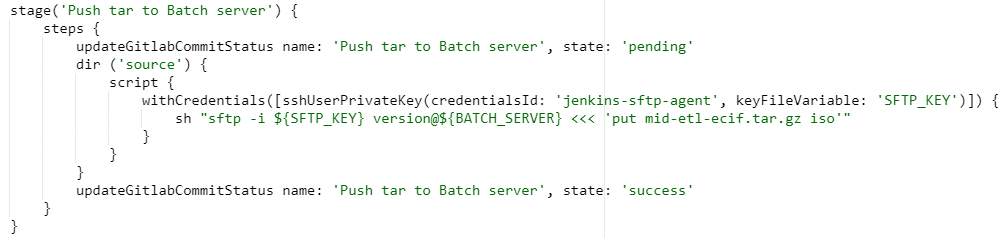 stage('Push tar to Batch server') {
    steps {
        updateGitlabCommitStatus name: 'Push tar to Batch server', state: 'pending'
        dir ('source') {
            script {
                withCredentials([sshUserPrivateKey(credentialsId: 'jenkins-sftp-agent', keyFileVariable: 'SFTP_KEY')]) {
                    sh "sftp -i ${SFTP_KEY} version@${BATCH_SERVER} <<< 'put mid-etl-ecif.tar.gz iso'"
                }
            }
        }
        updateGitlabCommitStatus name: 'Push tar to Batch server', state: 'success'
    }
}